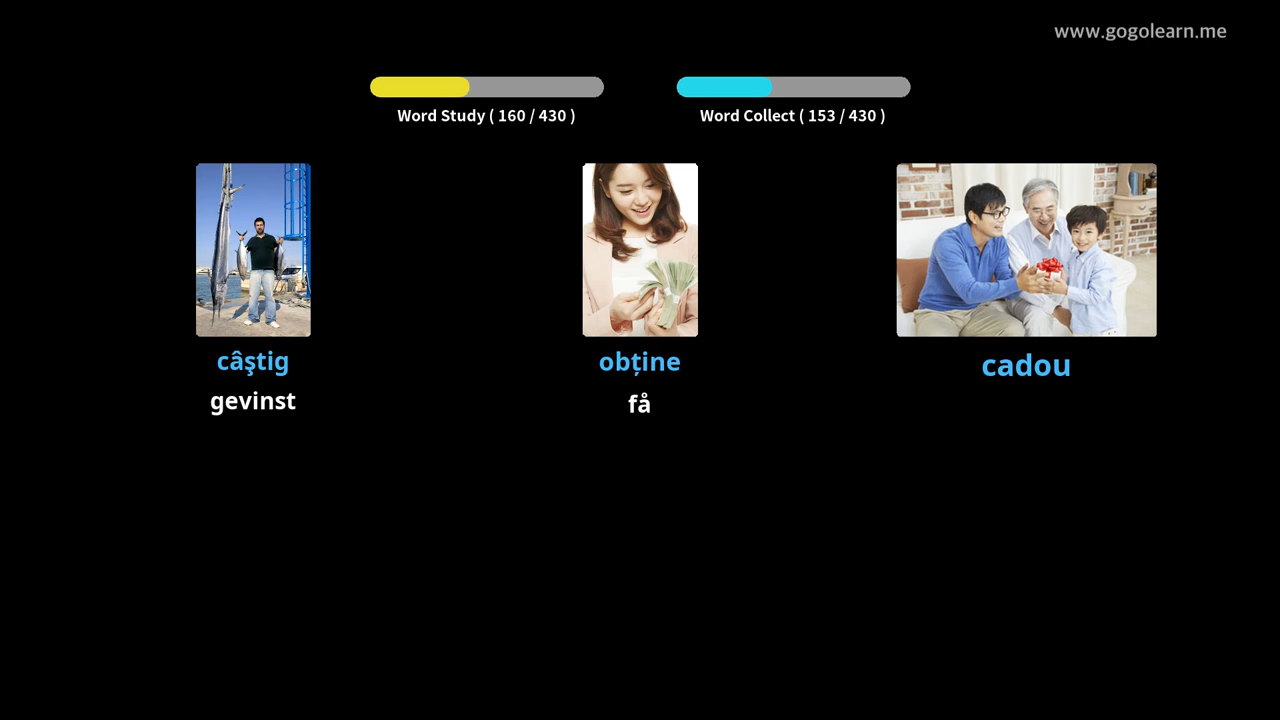 www.gogolearn.me
Word Study ( 160 / 430 )
Word Collect ( 153 / 430 )
câştig
obține
cadou
gevinst
få